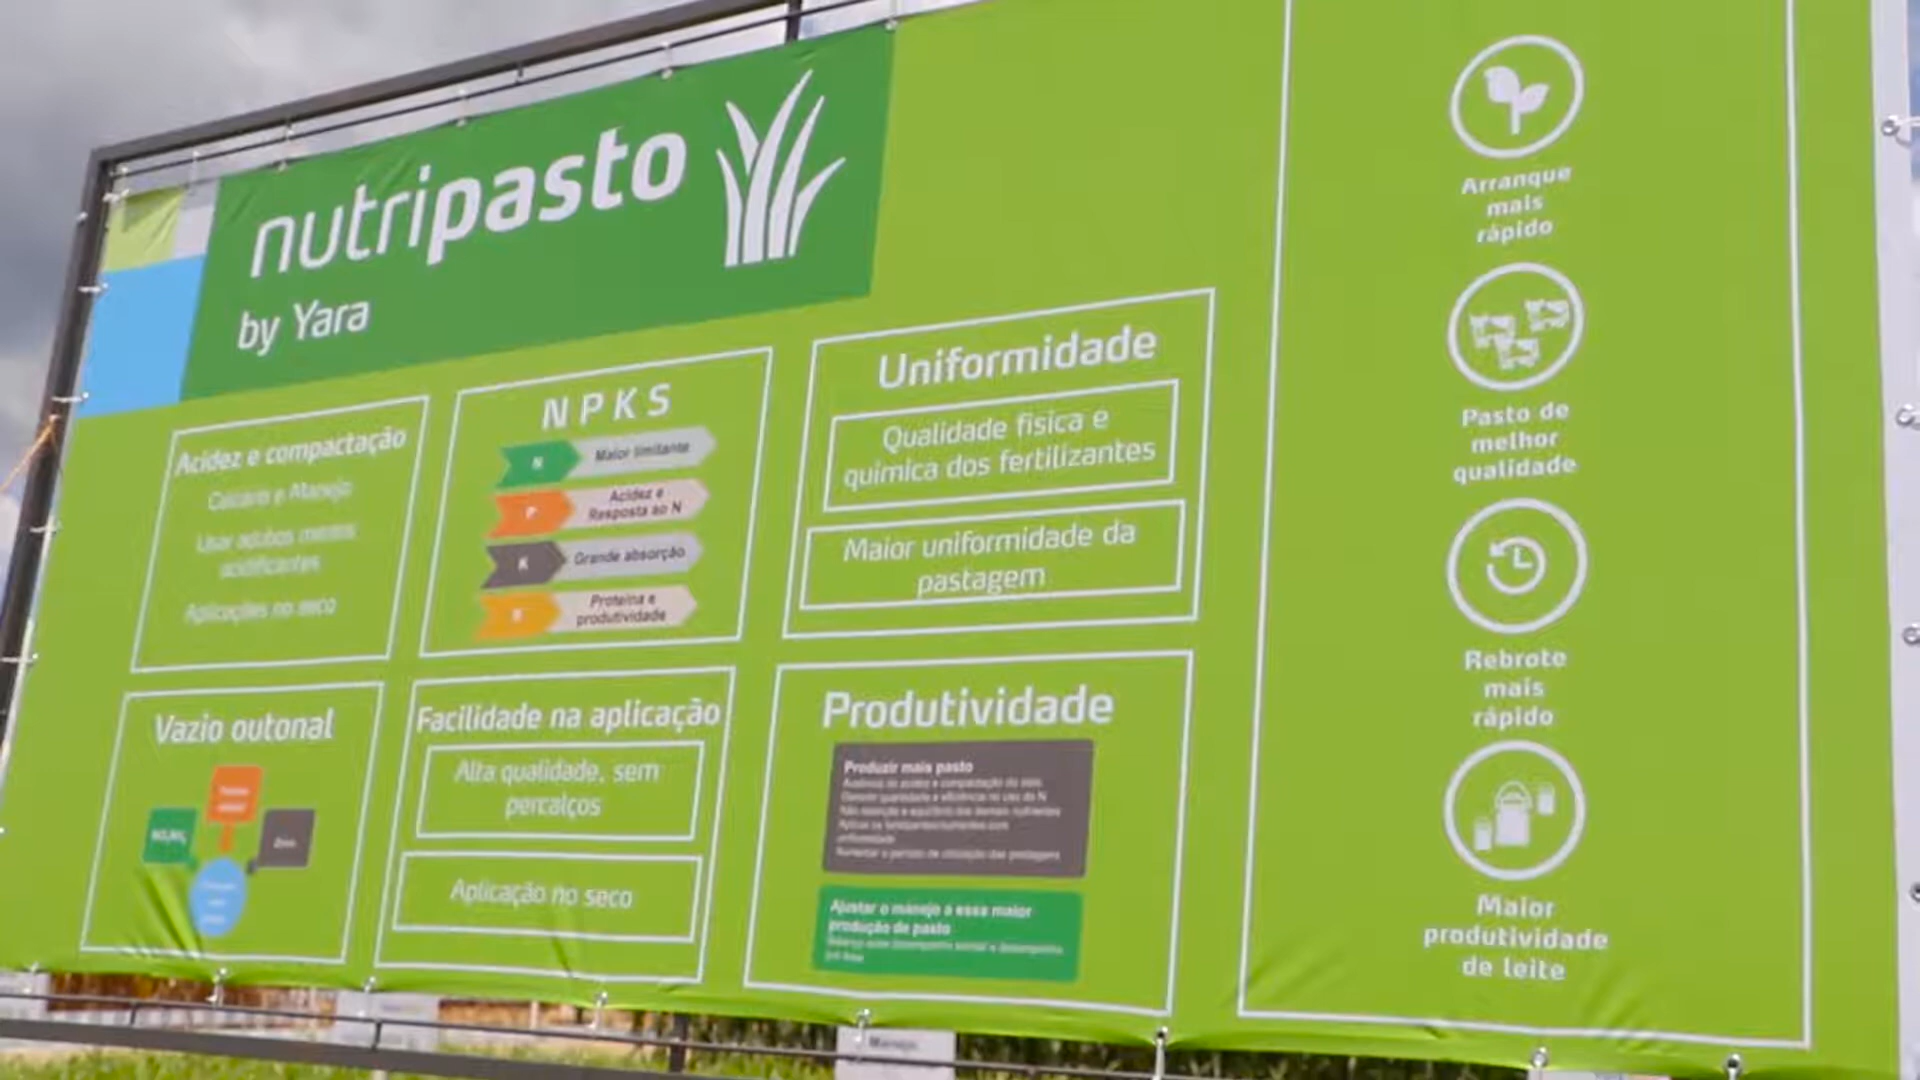 nutripasto
by Yara
Acidez e compactação
Calcário e Manejo
Usar adubos menos
acidificantes
Aplicações no seco
N P K S
N Maior limitante
P Acidez e
Resposta ao N
K Grande absorção
S Proteína e
produtividade
Uniformidade
Qualidade física e
química dos fertilizantes
Maior uniformidade da
pastagem
Vazio outonal
Facilidade na aplicação
Alta qualidade, sem
percalços
Aplicação no seco
Produtividade
Produzir mais pasto
Ajustar o manejo a essa maior
produção de pasto
Arranque
mais
rápido
Pasto de
melhor
qualidade
Rebrote
mais
rápido
Maior
produtividade
de leite
Manejo